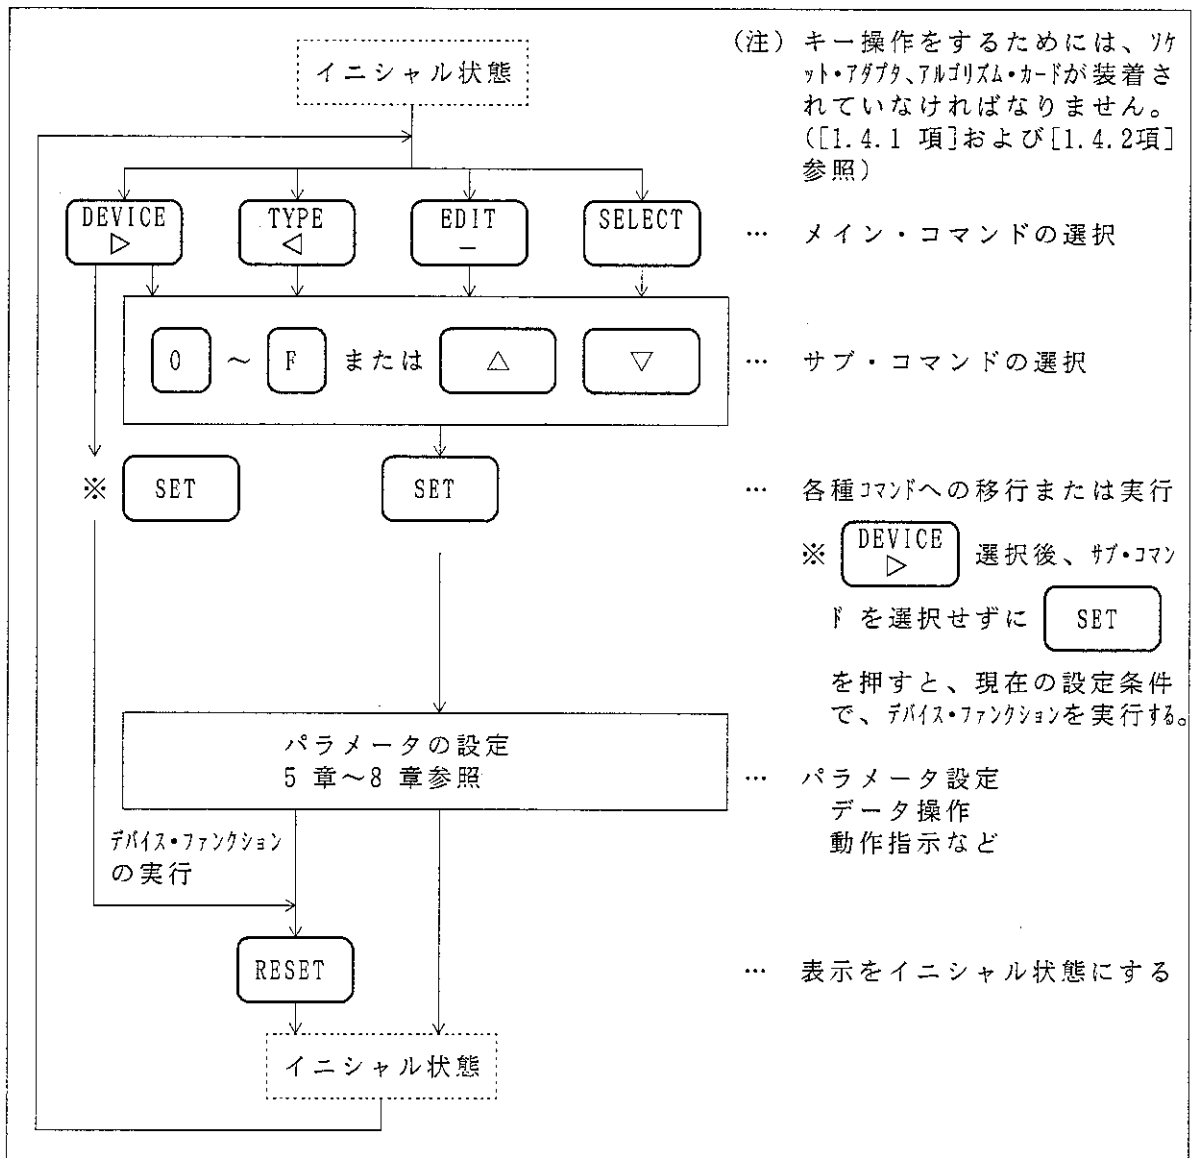 イニシャル状態
(注) キー操作をするためには、ソケ
ット・アダプタ、アルゴリズム・カードが装着さ
れていなければなりません。
([1.4.1 項]および[1.4.2項]
参照)
DEVICE
▷
TYPE
◁
EDIT
－
SELECT
… メイン・コマンドの選択
0 ～ F または △ ▽
… サブ・コマンドの選択
※ SET
SET
… 各種コマンドへの移行または実行
※ DEVICE ▷ 選択後、サブ・コマン
ド を選択せずに SET
を押すと、現在の設定条件
で、デバイス・ファンクションを実行する。
パラメータの設定
5 章～8 章参照
… パラメータ設定
データ操作
動作指示など
デバイス・ファンクション
の実行
RESET
… 表示をイニシャル状態にする
イニシャル状態